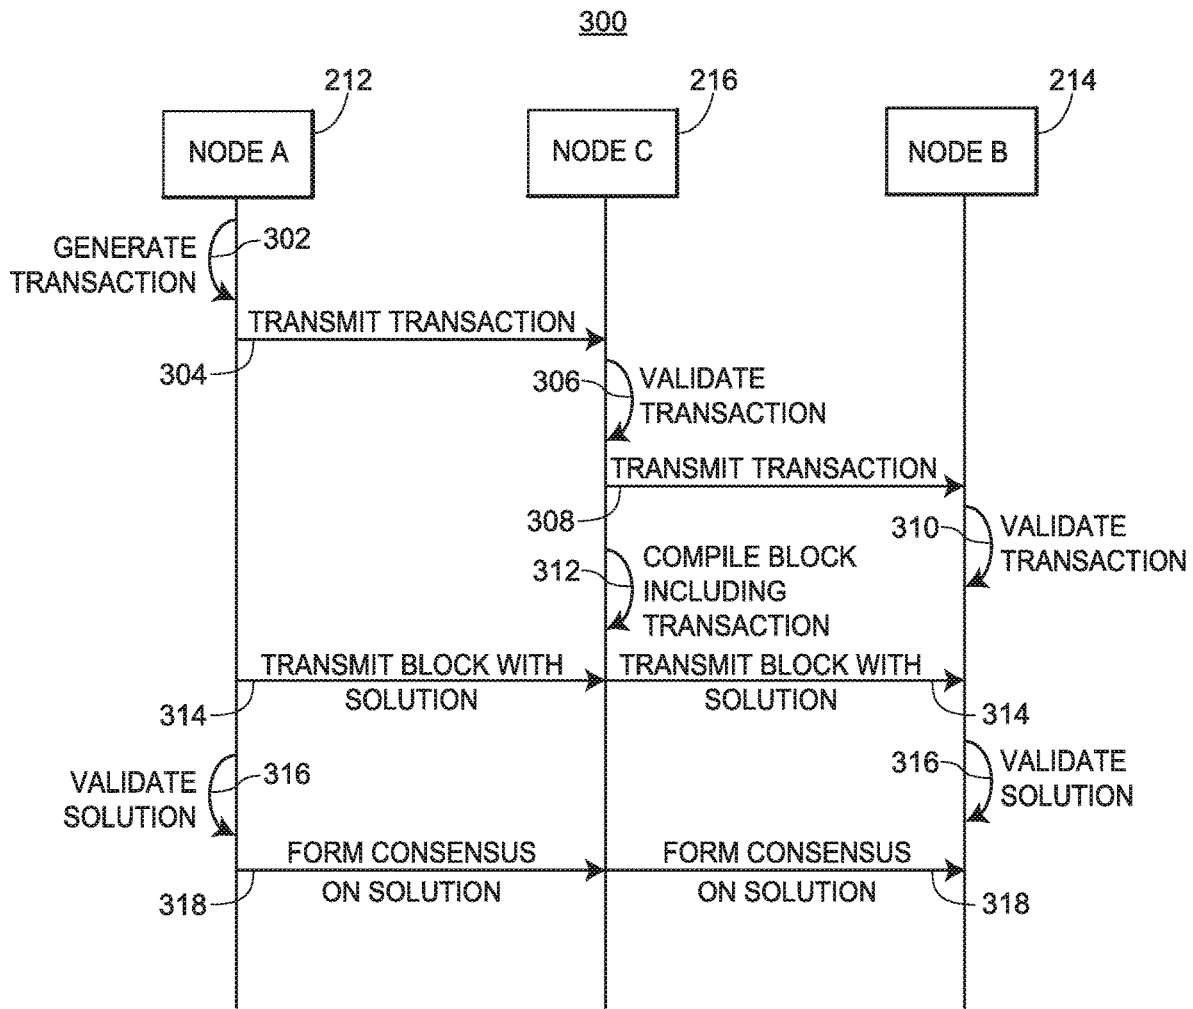 300
212
216
214
NODE A
NODE C
NODE B
GENERATE
TRANSACTION
302
TRANSMIT TRANSACTION
304
306
VALIDATE
TRANSACTION
TRANSMIT TRANSACTION
308
310
VALIDATE
TRANSACTION
312
COMPILE BLOCK
INCLUDING
TRANSACTION
TRANSMIT BLOCK WITH
SOLUTION
314
TRANSMIT BLOCK WITH
SOLUTION
314
VALIDATE
SOLUTION
316
316
VALIDATE
SOLUTION
FORM CONSENSUS
ON SOLUTION
318
FORM CONSENSUS
ON SOLUTION
318